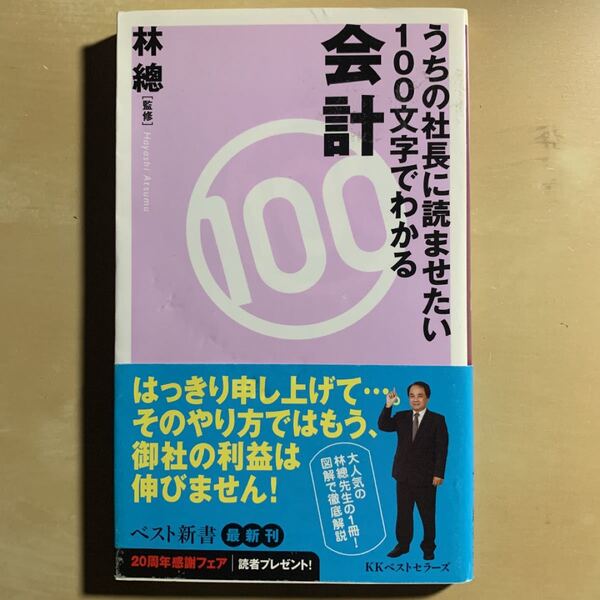 うちの社長に読ませたい
100文字でわかる
会計
林 總
[監修]
Hayashi Atsumu
100
はっきり申し上げて…。
そのやり方ではもう、
御社の利益は
伸びません!
大人気の
林總先生の1冊!
図解で徹底解説
ベスト新書 最新刊
20周年感謝フェア 読者プレゼント!
KKベストセラーズ